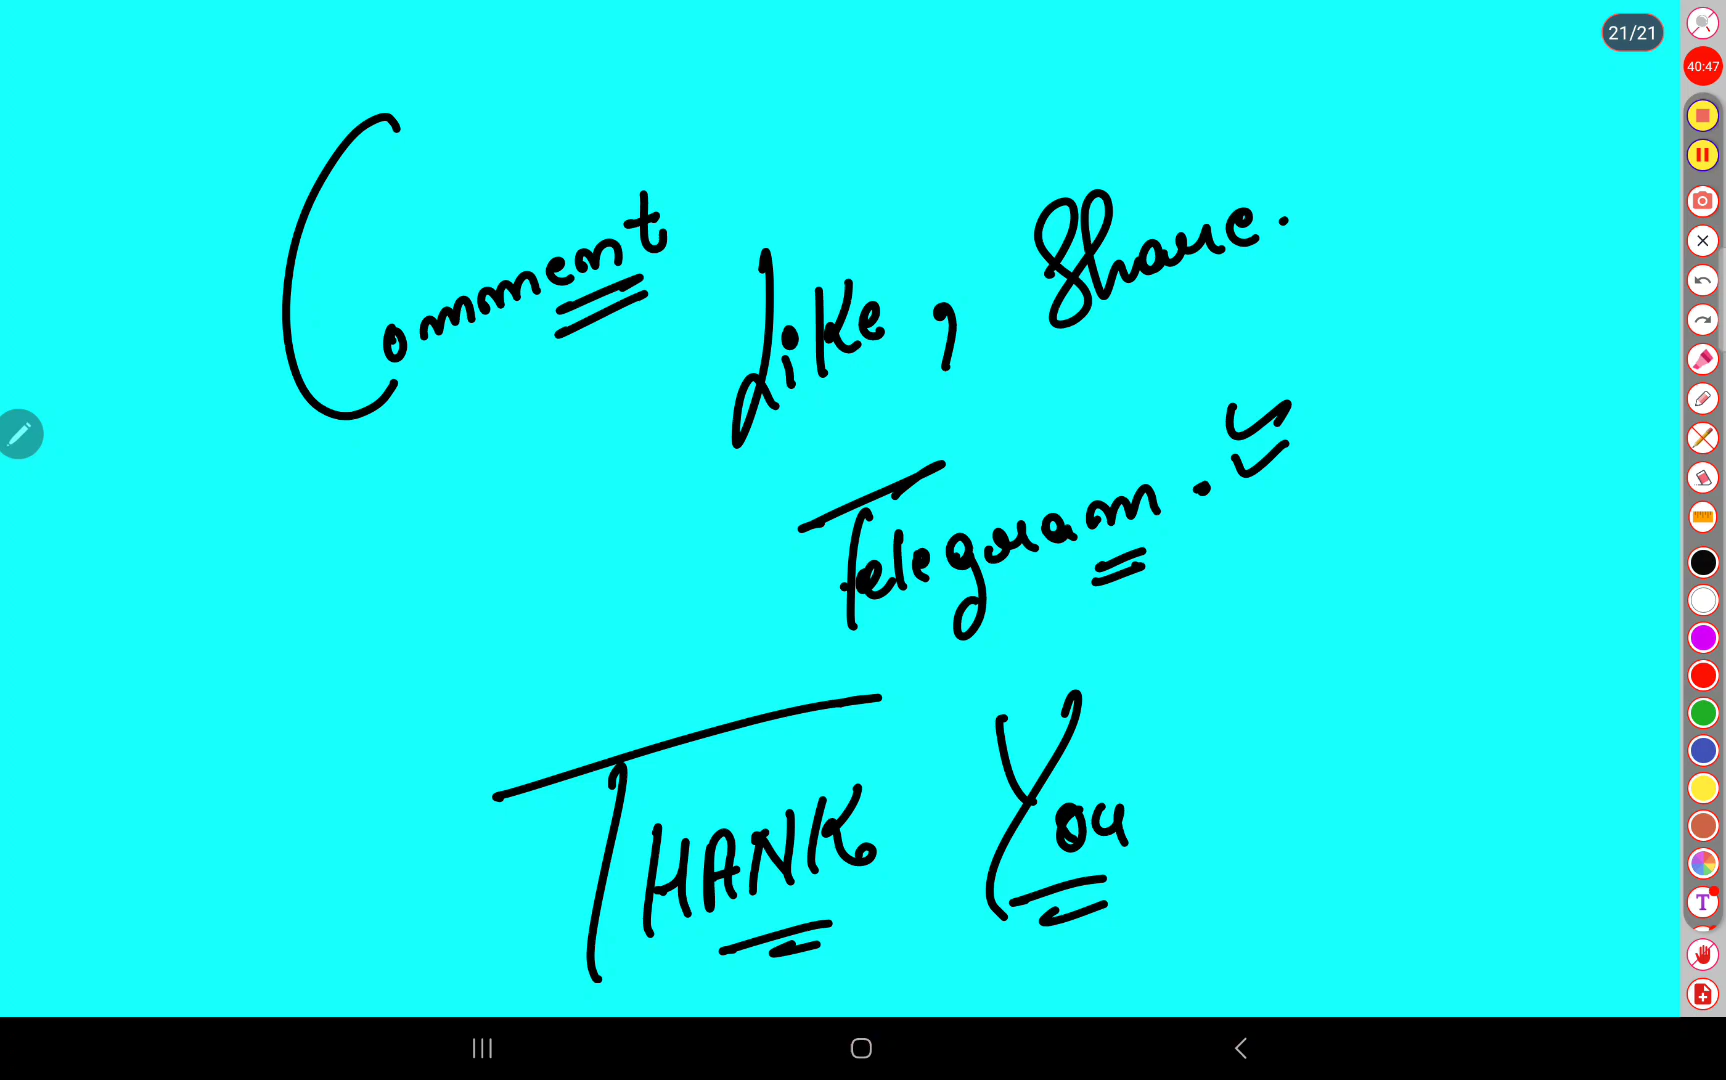 21/21
40:47
Comment Like, Share.
Telegram.
THANK You
T